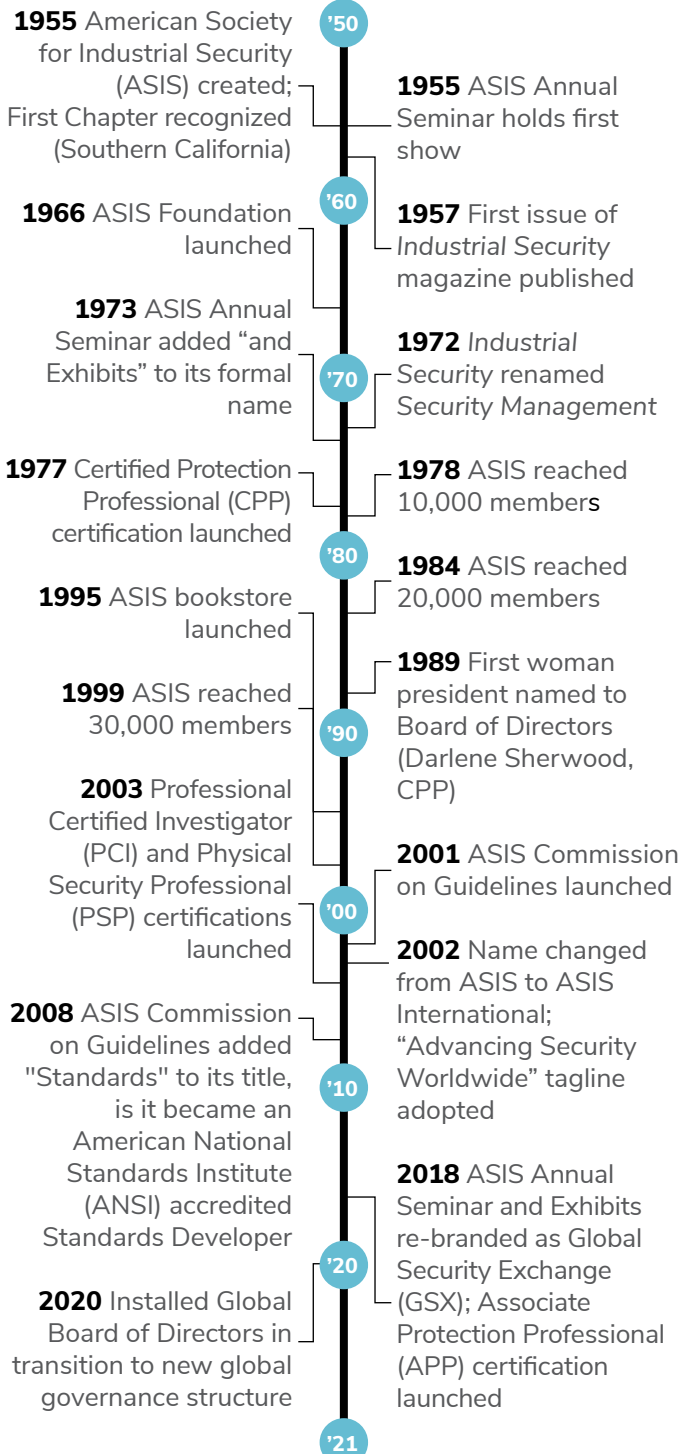 '50
1955 American Society
for Industrial Security
(ASIS) created;
First Chapter recognized
(Southern California)
1955 ASIS Annual
Seminar holds first
show
'60
1966 ASIS Foundation
launched
1957 First issue of
Industrial Security
magazine published
1973 ASIS Annual
Seminar added “and
Exhibits” to its formal
name
1972 Industrial
Security renamed
Security Management
'70
1977 Certified Protection
Professional (CPP)
certification launched
1978 ASIS reached
10,000 members
'80
1995 ASIS bookstore
launched
1984 ASIS reached
20,000 members
1999 ASIS reached
30,000 members
1989 First woman
president named to
Board of Directors
(Darlene Sherwood,
CPP)
'90
2003 Professional
Certified Investigator
(PCI) and Physical
Security Professional
(PSP) certifications
launched
2001 ASIS Commission
on Guidelines launched
'00
2002 Name changed
from ASIS to ASIS
International;
“Advancing Security
Worldwide” tagline
adopted
2008 ASIS Commission
on Guidelines added
"Standards" to its title,
is it became an
American National
Standards Institute
(ANSI) accredited
Standards Developer
'10
2018 ASIS Annual
Seminar and Exhibits
re-branded as Global
Security Exchange
(GSX); Associate
Protection Professional
(APP) certification
launched
'20
2020 Installed Global
Board of Directors in
transition to new global
governance structure
'21